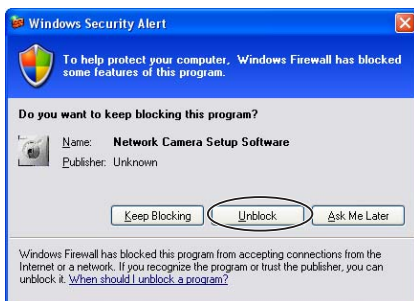 Windows Security Alert
To help protect your computer, Windows Firewall has blocked
some features of this program.
Do you want to keep blocking this program?
Name: Network Camera Setup Software
Publisher: Unknown
Keep Blocking Unblock Ask Me Later
Windows Firewall has blocked this program from accepting connections from the
Internet or a network. If you recognize the program or trust the publisher, you can
unblock it. When should I unblock a program?